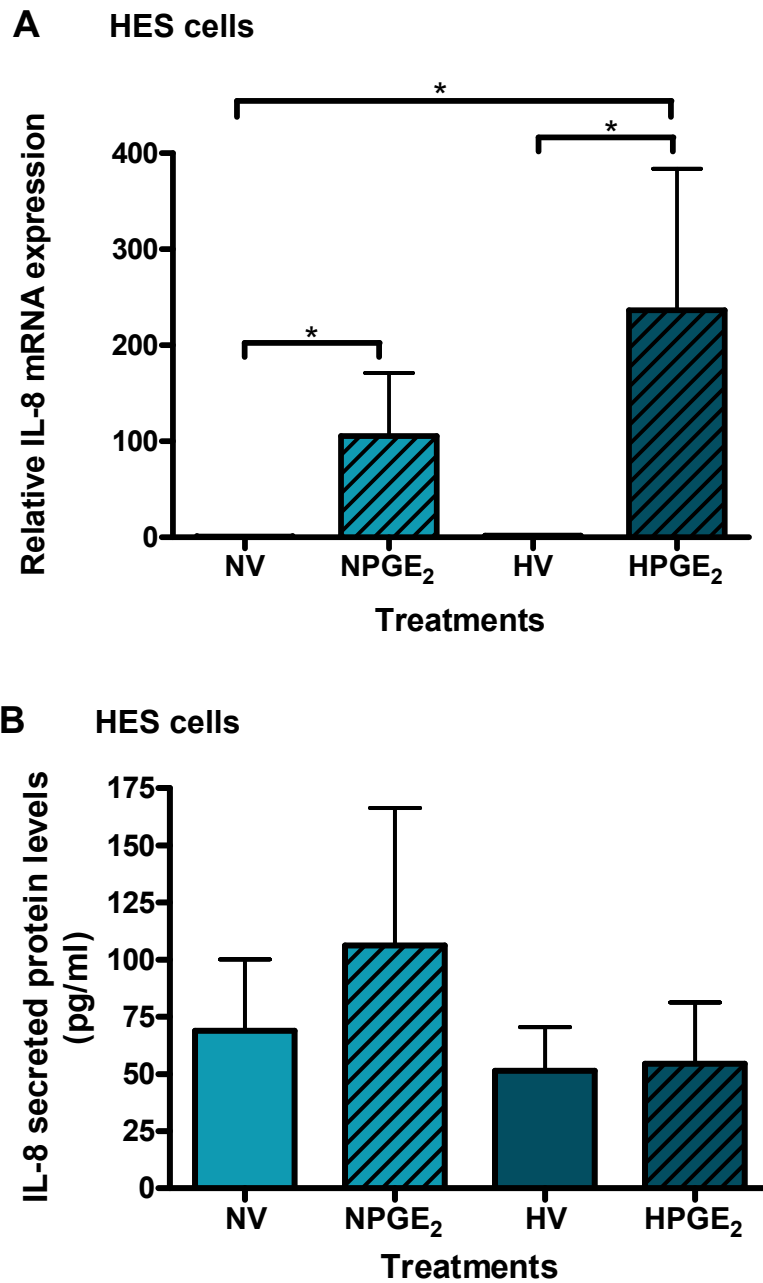 A HES cells
Relative IL-8 mRNA expression
*
*
*
400
300
200
100
0
NV NPGE₂ HV HPGE₂
Treatments
B HES cells
IL-8 secreted protein levels
(pg/ml)
175
150
125
100
75
50
25
0
NV NPGE₂ HV HPGE₂
Treatments